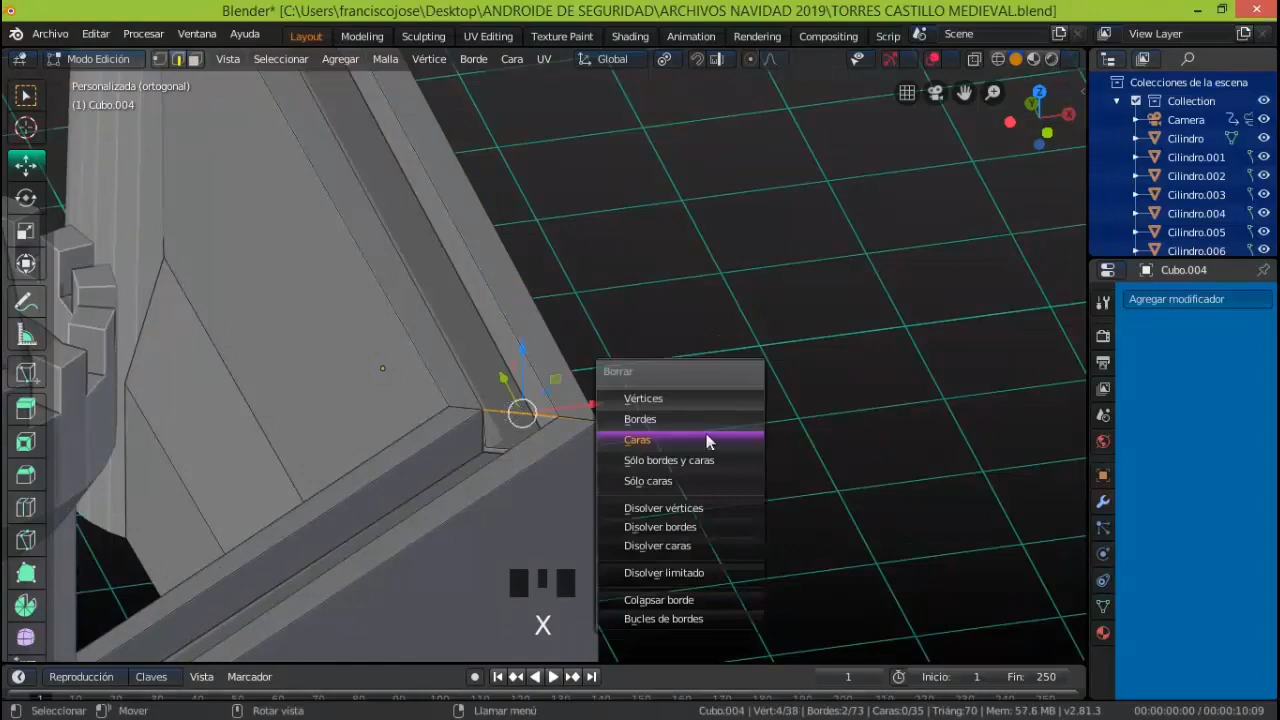 Blender* [C:\Users\franciscojose\Desktop\ANDROIDE DE SEGURIDAD\ARCHIVOS NAVIDAD 2019\TORRES CASTILLO MEDIEVAL.blend]
Archivo Editar Procesar Ventana Ayuda Layout Modeling Sculpting UV Editing Texture Paint Shading Animation Rendering Compositing Scrip Scene View Layer
Modo Edición Vista Seleccionar Agregar Malla Vértice Borde Cara UV Global
Personalizada (ortogonal)
(1) Cubo.004
Z
Y
X
Colecciones de la escena
Collection
Camera
Cilindro
Cilindro.001
Cilindro.002
Cilindro.003
Cilindro.004
Cilindro.005
Cilindro.006
Cubo.004
Agregar modificador
Borrar
Vértices
Bordes
Caras
Sólo bordes y caras
Sólo caras
Disolver vértices
Disolver bordes
Disolver caras
Disolver limitado
Colapsar borde
Bucles de bordes
X
Reproducción Claves Vista Marcador 1 Inicio: 1 Fin: 250
Seleccionar Mover Rotar vista Llamar menú Cubo.004 | Vért:4/38 | Bordes:2/73 | Caras:0/35 | Triáng:70 | Mem: 57.6 MB | v2.81.3 00:00:00:00 / 00:00:10:09